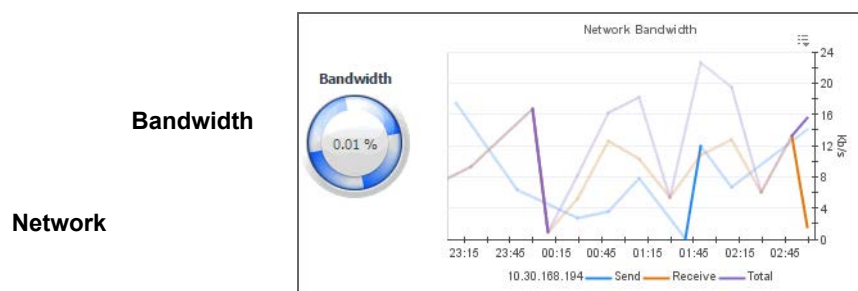 Network Bandwidth
Bandwidth
0.01 %
Bandwidth
Network
24
20
16
12
8
4
0
Kb/s
23:15 23:45 00:15 00:45 01:15 01:45 02:15 02:45
10.30.168.194 Send Receive Total